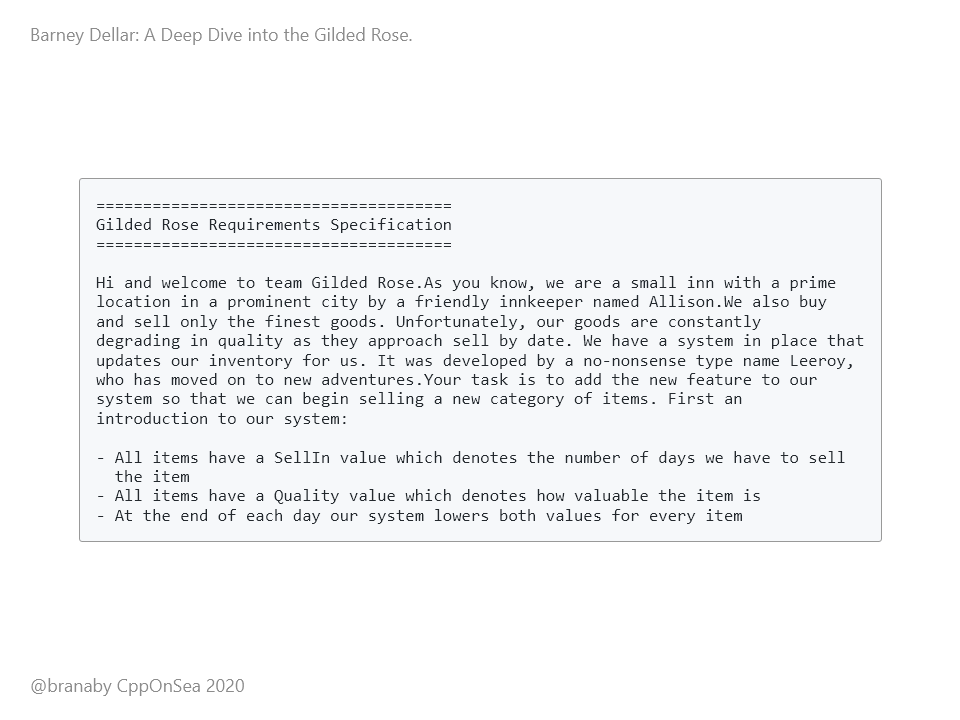 Barney Dellar: A Deep Dive into the Gilded Rose.
======================================
Gilded Rose Requirements Specification
======================================
Hi and welcome to team Gilded Rose.As you know, we are a small inn with a prime
location in a prominent city by a friendly innkeeper named Allison.We also buy
and sell only the finest goods. Unfortunately, our goods are constantly
degrading in quality as they approach sell by date. We have a system in place that
updates our inventory for us. It was developed by a no-nonsense type name Leeroy,
who has moved on to new adventures.Your task is to add the new feature to our
system so that we can begin selling a new category of items. First an
introduction to our system:
- All items have a SellIn value which denotes the number of days we have to sell
the item
- All items have a Quality value which denotes how valuable the item is
- At the end of each day our system lowers both values for every item
@branaby CppOnSea 2020